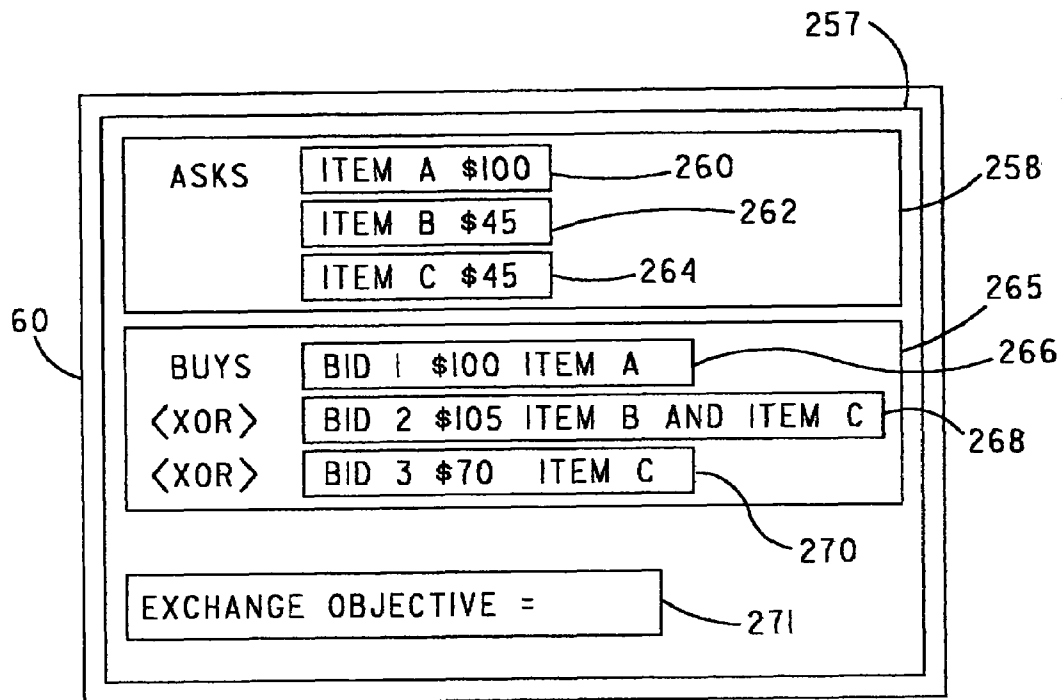 257
ASKS ITEM A $100 260
258
ITEM B $45 262
ITEM C $45 264
265
60
BUYS BID 1 $100 ITEM A 266
<XOR> BID 2 $105 ITEM B AND ITEM C 268
<XOR> BID 3 $70 ITEM C
270
EXCHANGE OBJECTIVE = 271